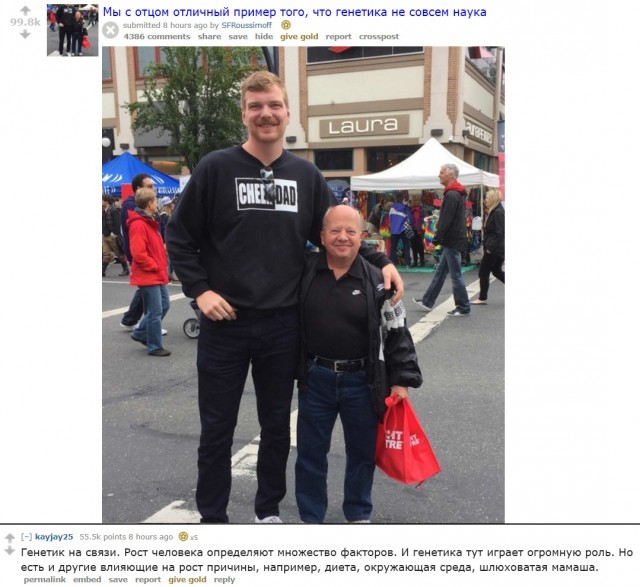 99.8k
Мы с отцом отличный пример того, что генетика не совсем наука
submitted 8 hours ago by SFRoussimoff
4386 comments share save hide give gold report crosspost
LAURA
CHEER DAD
[–] kayjay25 55.5k points 8 hours ago x5
Генетик на связи. Рост человека определяют множество факторов. И генетика тут играет огромную роль. Но
есть и другие влияющие на рост причины, например, диета, окружающая среда, шлюховатая мамаша.
permalink embed save report give gold reply